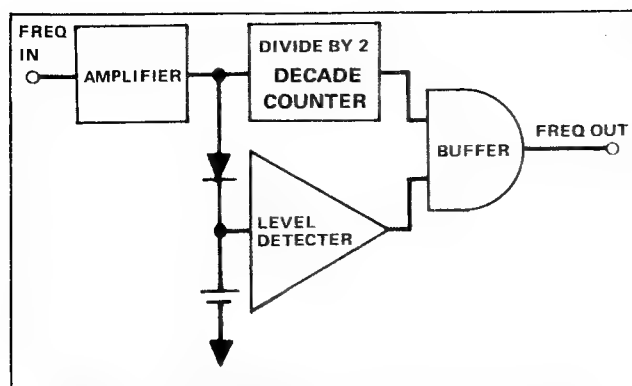 FREQ
IN
AMPLIFIER
DIVIDE BY 2
DECADE
COUNTER
BUFFER
FREQ OUT
LEVEL
DETECTER